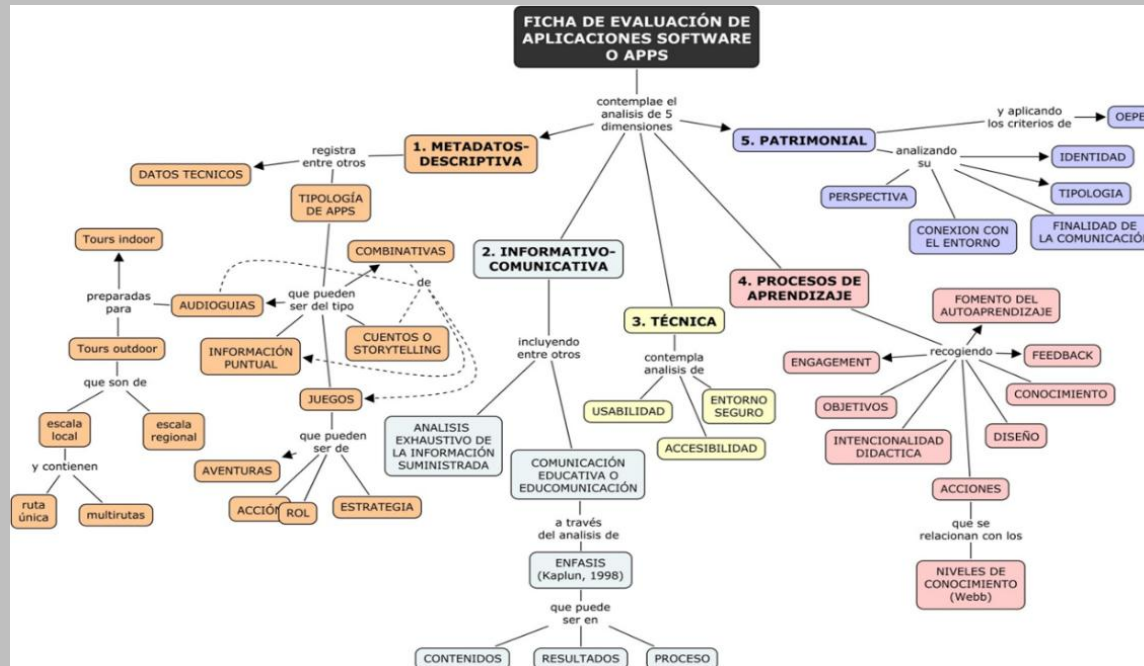 FICHA DE EVALUACIÓN DE
APLICACIONES SOFTWARE
O APPS
contemplae el
analisis de 5
dimensiones
1. METADATOS-
DESCRIPTIVA
registra
entre otros
DATOS TECNICOS
TIPOLOGÍA
DE APPS
que pueden
ser del tipo
COMBINATIVAS
de
AUDIOGUIAS
preparadas
para
Tours indoor
Tours outdoor
que son de
escala
local
escala
regional
y contienen
ruta
única
multirutas
INFORMACIÓN
PUNTUAL
CUENTOS O
STORYTELLING
JUEGOS
que pueden
ser de
AVENTURAS
ACCIÓN
ROL
ESTRATEGIA
2. INFORMATIVO-
COMUNICATIVA
incluyendo
entre otros
ANALISIS
EXHAUSTIVO DE
LA INFORMACIÓN
SUMINISTRADA
COMUNICACIÓN
EDUCATIVA O
EDUCOMUNICACIÓN
a través
del analisis de
ENFASIS
(Kaplun, 1998)
que puede
ser en
CONTENIDOS
RESULTADOS
PROCESO
3. TÉCNICA
contempla
analisis de
USABILIDAD
ENTORNO
SEGURO
ACCESIBILIDAD
4. PROCESOS DE
APRENDIZAJE
recogiendo
FOMENTO DEL
AUTOAPRENDIZAJE
ENGAGEMENT
FEEDBACK
OBJETIVOS
CONOCIMIENTO
INTENCIONALIDAD
DIDACTICA
DISEÑO
ACCIONES
que se
relacionan con los
NIVELES DE
CONOCIMIENTO
(Webb)
5. PATRIMONIAL
y aplicando
los criterios de
OEPE
analizando
su
IDENTIDAD
TIPOLOGIA
PERSPECTIVA
CONEXION CON
EL ENTORNO
FINALIDAD DE
LA COMUNICACIÓN